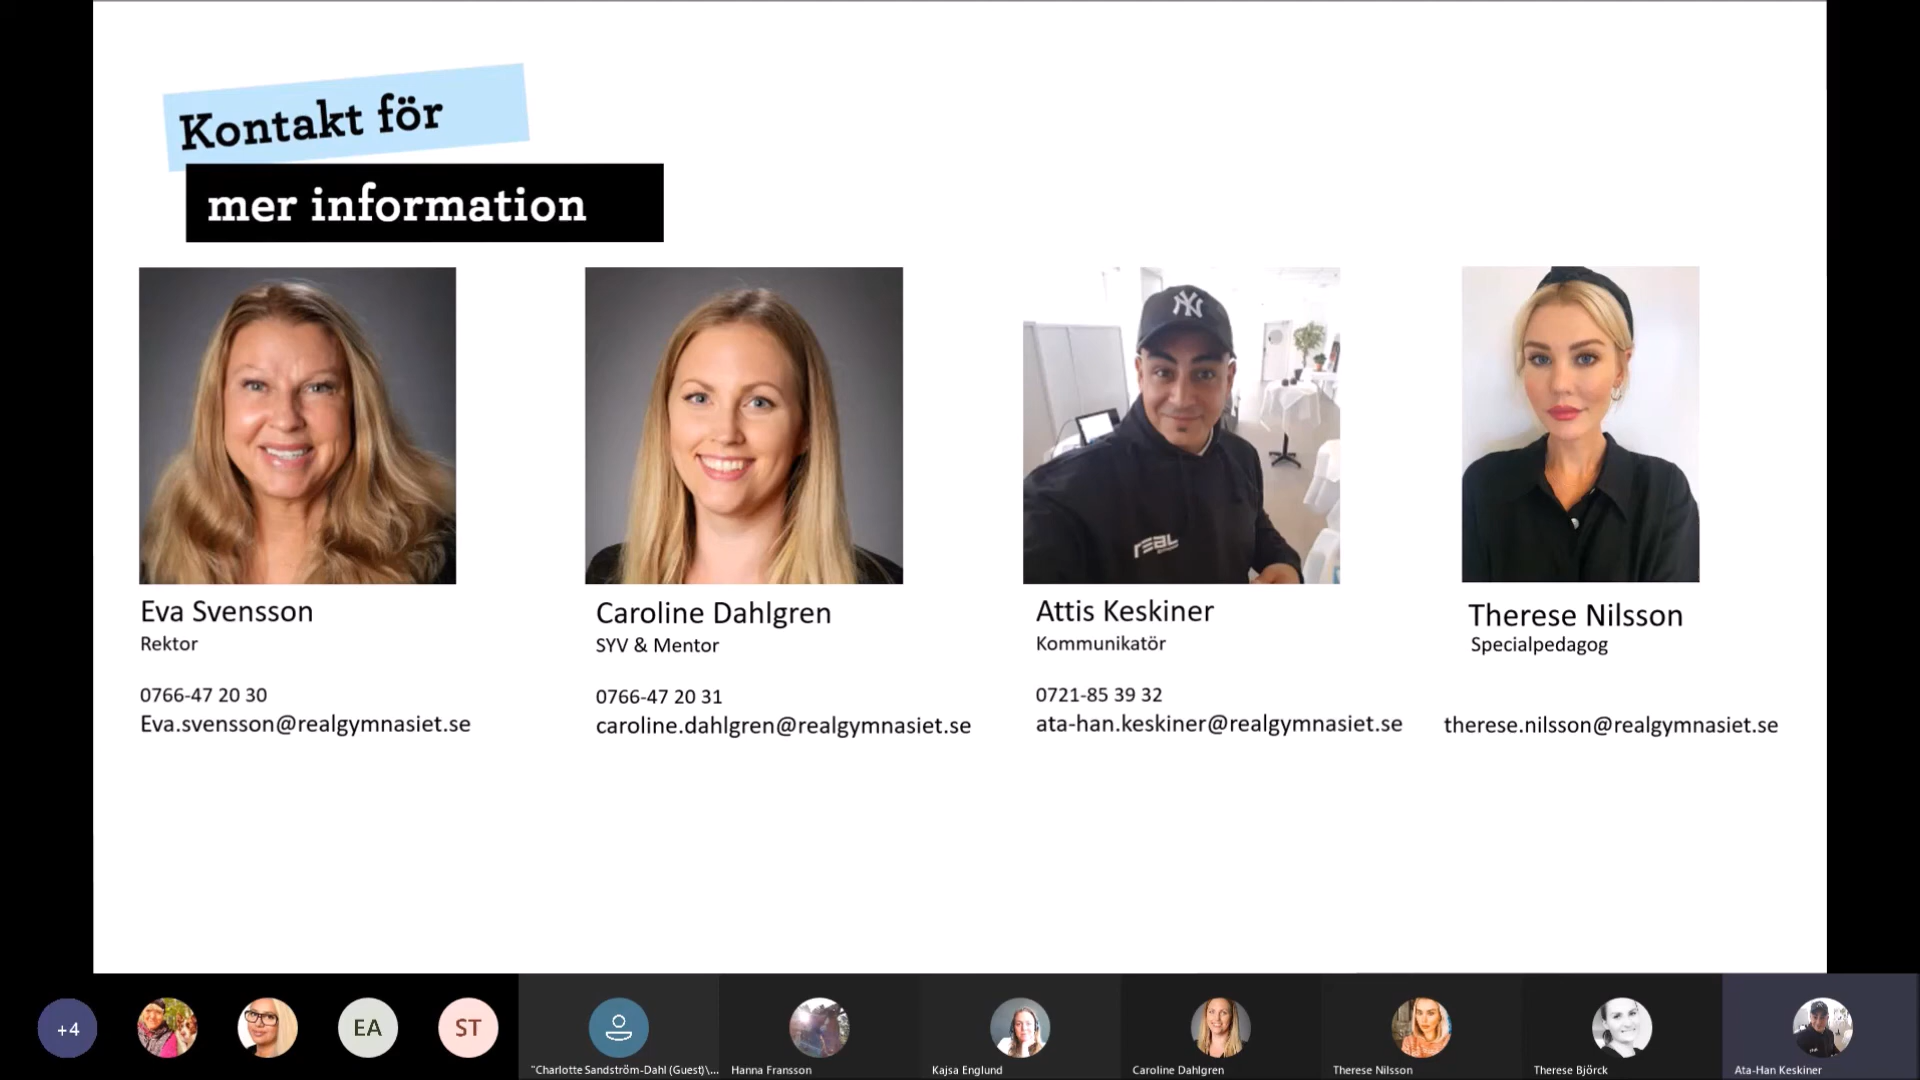 Kontakt för
mer information
NY
REAL
Eva Svensson
Rektor
0766-47 20 30
Eva.svensson@realgymnasiet.se
Caroline Dahlgren
SYV & Mentor
0766-47 20 31
caroline.dahlgren@realgymnasiet.se
Attis Keskiner
Kommunikatör
0721-85 39 32
ata-han.keskiner@realgymnasiet.se
Therese Nilsson
Specialpedagog
therese.nilsson@realgymnasiet.se
+4
EA
ST
"Charlotte Sandström-Dahl (Guest)\...
Hanna Fransson
Kajsa Englund
Caroline Dahlgren
Therese Nilsson
Therese Björck
Ata-Han Keskiner